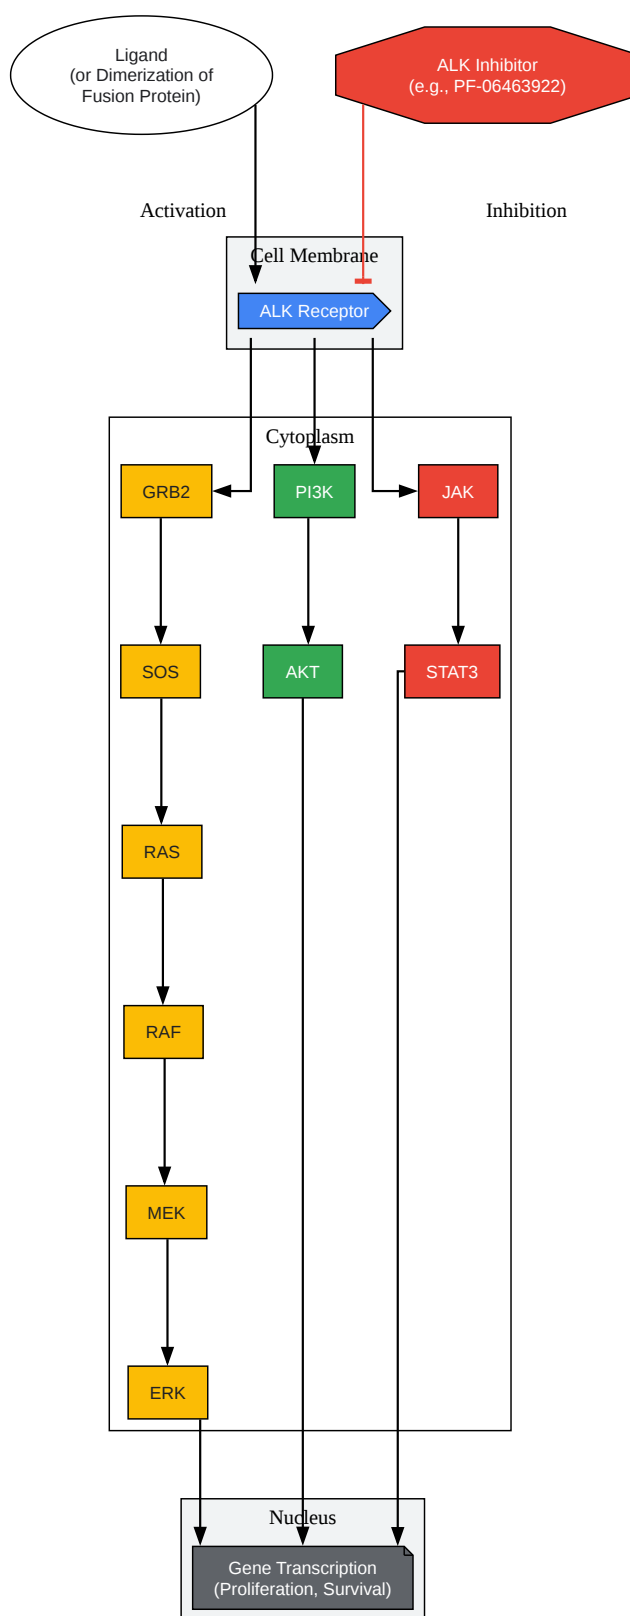 Ligand
(or Dimerization of
Fusion Protein)
ALK Inhibitor
(e.g., PF-06463922)
Activation
Inhibition
Cell Membrane
ALK Receptor
Cytoplasm
GRB2
PI3K
JAK
SOS
AKT
STAT3
RAS
RAF
MEK
ERK
Nucleus
Gene Transcription
(Proliferation, Survival)